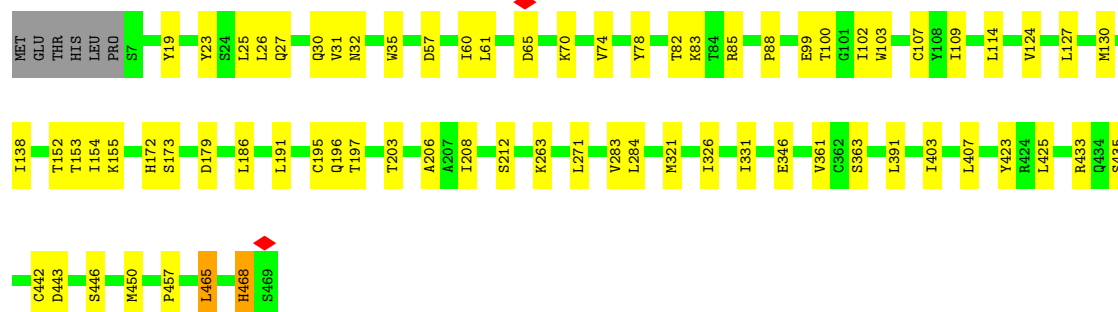 MET GLU THR HIS LEU PRO S7 Y19 Y23 S24 L25 L26 Q27 Q30 V31 N32 W35 D57 I60 L61 D65 K70 V74 Y78 T82 K83 T84 R85 P88 E99 T100 G101 I102 W103 C107 Y108 I109 L114 V124 L127 M130
I138 T152 T153 I154 K155 H172 S173 D179 L186 L191 C195 Q196 T197 T203 A206 A207 I208 S212 K263 L271 V283 L284 M321 I326 I331 E346 V361 C362 S363 L391 I403 L407 Y423 R424 L425 R433 Q434 S435
C442 D443 S446 M450 P457 L465 H468 S469